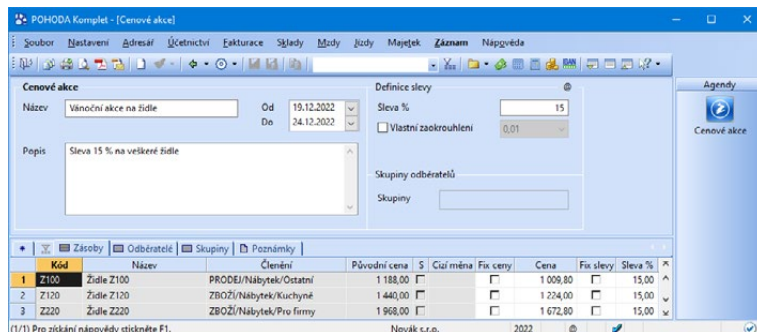 POHODA Komplet - [Cenové akce]
Soubor Nastavení Adresář Účetnictví Fakturace Sklady Mzdy Jízdy Majetek Záznam Nápověda
Cenové akce
Definice slevy @
Agendy
Název Vánoční akce na židle Od 19.12.2022 Sleva % 15
Do 24.12.2022 Vlastní zaokrouhlení 0,01
Cenové akce
Popis Sleva 15 % na veškeré židle
Skupiny odběratelů
Skupiny
Zásoby Odběratelé Skupiny Poznámky
Kód Název Členění Původní cena S Cizí měna Fix ceny Cena Fix slevy Sleva %
1 Z100 Židle Z100 PRODEJ/Nábytek/Ostatní 1 188,00 1 009,80 15,00
2 Z120 Židle Z120 ZBOŽÍ/Nábytek/Kuchyně 1 440,00 1 224,00 15,00
3 Z220 Židle Z220 ZBOŽÍ/Nábytek/Pro firmy 1 968,00 1 672,80 15,00
(1/1) Pro získání nápovědy stiskněte F1. Novák s.r.o. 2022 @